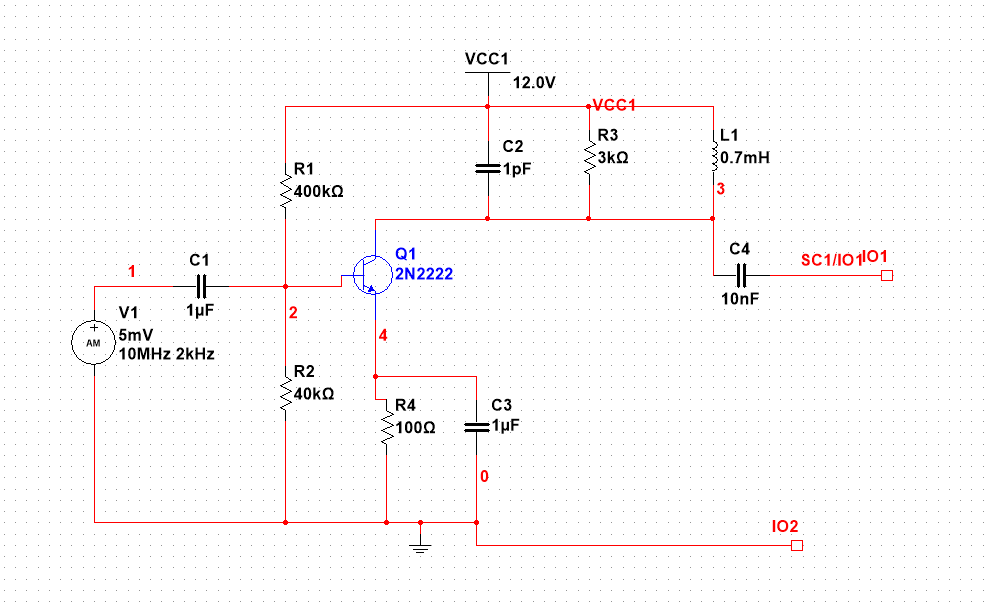 VCC1
12.0V
VCC1
R3
3kΩ
L1
0.7mH
C2
1pF
R1
400kΩ
3
Q1
2N2222
C4
10nF
SC1/IO1
IO1
1
C1
1µF
2
V1
5mV
10MHz 2kHz
AM
4
R2
40kΩ
R4
100Ω
C3
1µF
0
IO2